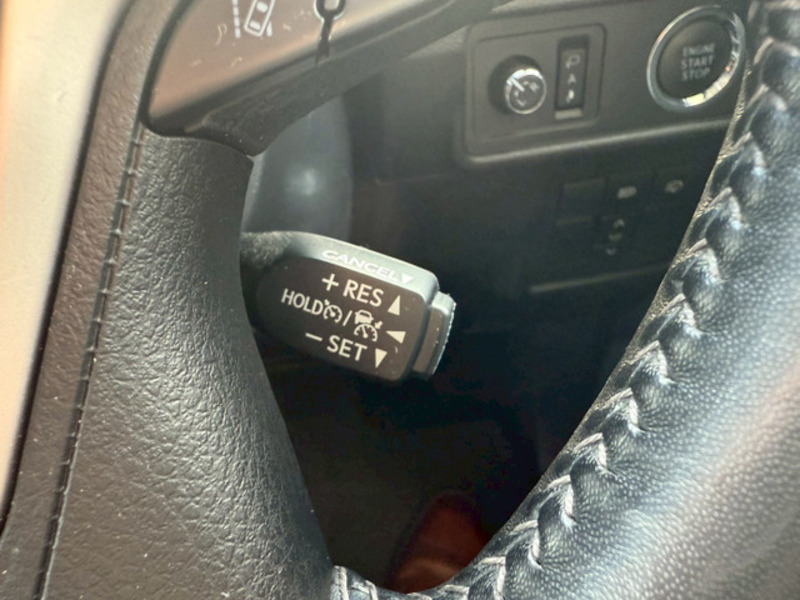 ENGINE
START
STOP
A
CANCEL
+ RES
HOLD /
− SET